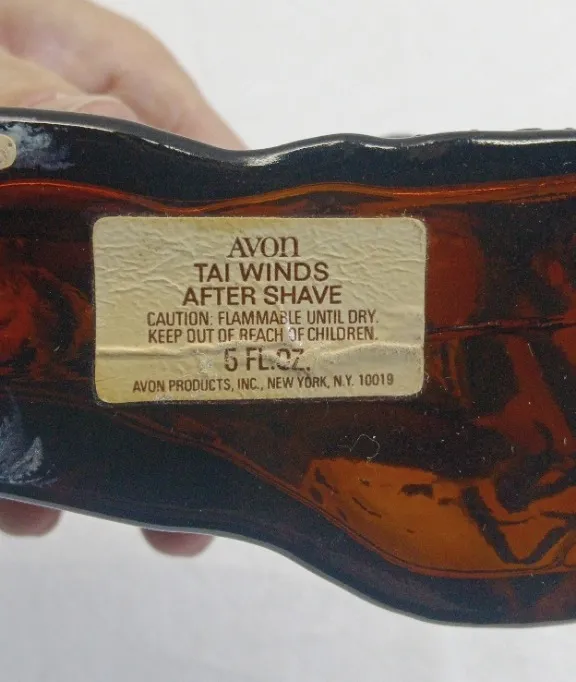 AVON
TAI WINDS
AFTER SHAVE
CAUTION: FLAMMABLE UNTIL DRY.
KEEP OUT OF REACH OF CHILDREN.
5 FL.OZ.
AVON PRODUCTS, INC., NEW YORK, N.Y. 10019